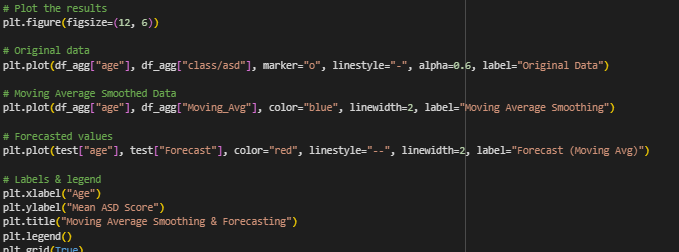 # Plot the results
plt.figure(figsize=(12, 6))
# Original data
plt.plot(df_agg["age"], df_agg["class/asd"], marker="o", linestyle="-", alpha=0.6, label="Original Data")
# Moving Average Smoothed Data
plt.plot(df_agg["age"], df_agg["Moving_Avg"], color="blue", linewidth=2, label="Moving Average Smoothing")
# Forecasted values
plt.plot(test["age"], test["Forecast"], color="red", linestyle="--", linewidth=2, label="Forecast (Moving Avg)")
# Labels & legend
plt.xlabel("Age")
plt.ylabel("Mean ASD Score")
plt.title("Moving Average Smoothing & Forecasting")
plt.legend()
plt.grid(True)